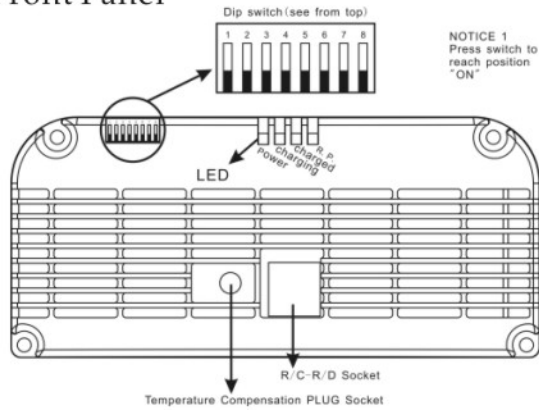 ront Panel
Dip switch (see from top)
1 2 3 4 5 6 7 8
NOTICE 1
Press switch to
reach position
"ON"
LED
Power
Charging
Charged
R. P.
R/C-R/D Socket
Temperature Compensation PLUG Socket